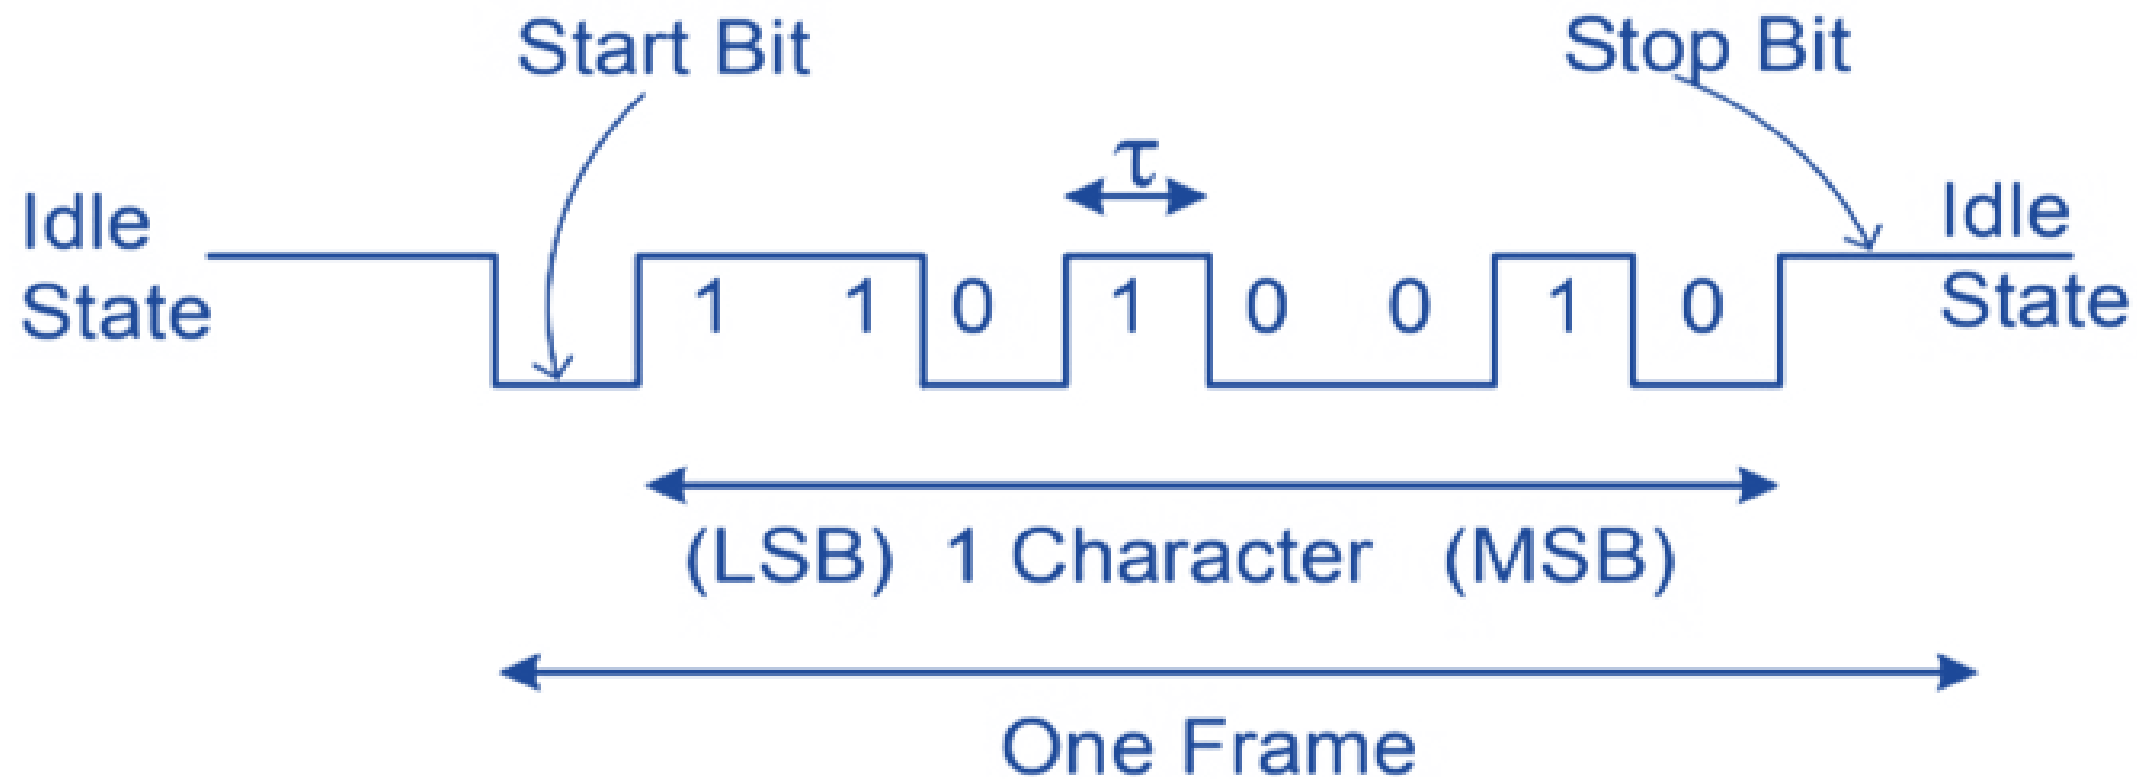 Start Bit
Stop Bit
τ
Idle
State
Idle
State
1 1 0 1 0 0 1 0
(LSB) 1 Character (MSB)
One Frame